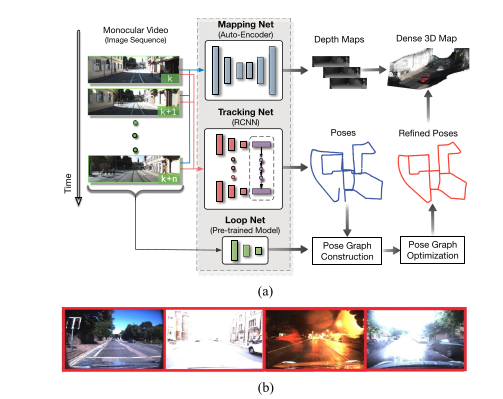 Monocular Video
(Image Sequence)
Mapping Net
(Auto-Encoder)
Depth Maps
Dense 3D Map
k
k+1
k+n
Time
Tracking Net
(RCNN)
Poses
Refined Poses
Loop Net
(Pre-trained Model)
Pose Graph
Construction
Pose Graph
Optimization
(a)
(b)